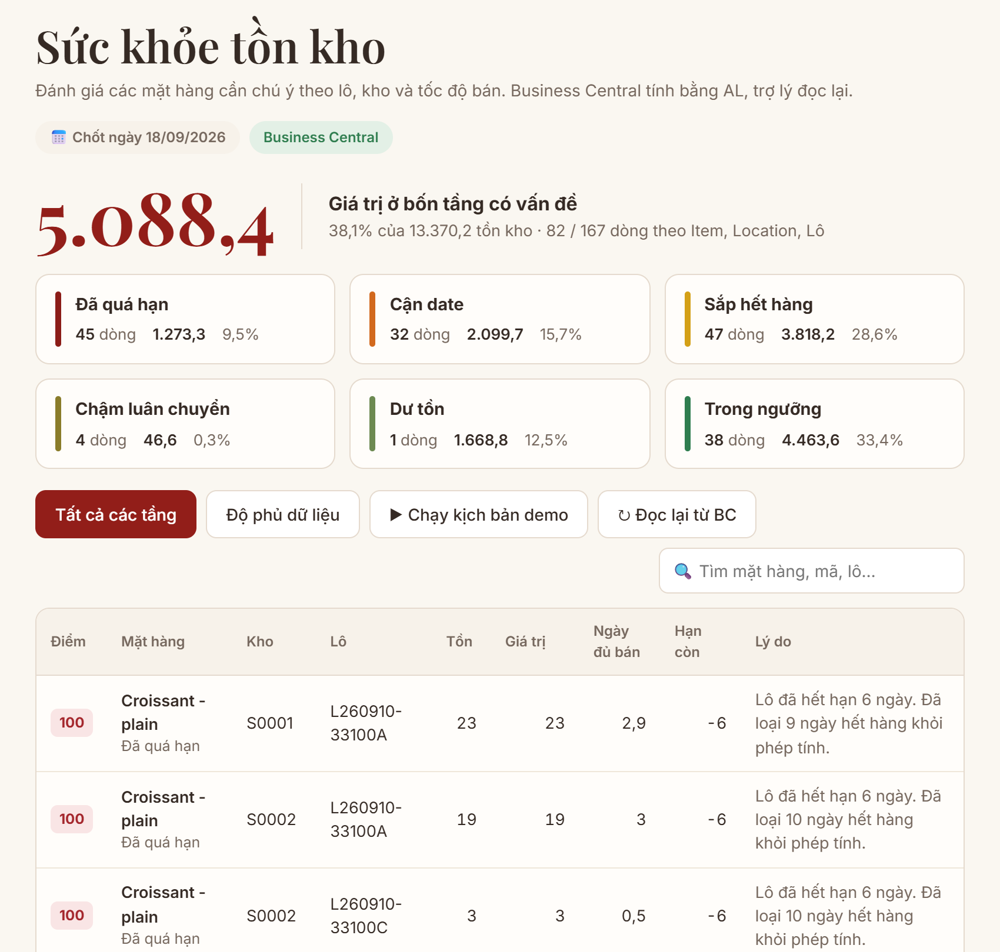 Sức khỏe tồn kho
Đánh giá các mặt hàng cần chú ý theo lô, kho và tốc độ bán. Business Central tính bằng AL, trợ lý đọc lại.
Chốt ngày 18/09/2026
Business Central
5.088,4
Giá trị ở bốn tầng có vấn đề
38,1% của 13.370,2 tồn kho · 82 / 167 dòng theo Item, Location, Lô
Đã quá hạn
45 dòng 1.273,3 9,5%
Cận date
32 dòng 2.099,7 15,7%
Sắp hết hàng
47 dòng 3.818,2 28,6%
Chậm luân chuyển
4 dòng 46,6 0,3%
Dư tồn
1 dòng 1.668,8 12,5%
Trong ngưỡng
38 dòng 4.463,6 33,4%
Tất cả các tầng
Độ phủ dữ liệu
▶ Chạy kịch bản demo
↻ Đọc lại từ BC
Tìm mặt hàng, mã, lô...
Điểm
Mặt hàng
Kho
Lô
Tồn
Giá trị
Ngày
đủ bán
Hạn
còn
Lý do
100
Croissant -
plain
Đã quá hạn
S0001
L260910-
33100A
23
23
2,9
-6
Lô đã hết hạn 6 ngày. Đã
loại 9 ngày hết hàng khỏi
phép tính.
100
Croissant -
plain
Đã quá hạn
S0002
L260910-
33100A
19
19
3
-6
Lô đã hết hạn 6 ngày. Đã
loại 10 ngày hết hàng
khỏi phép tính.
100
Croissant -
plain
Đã quá hạn
S0002
L260910-
33100C
3
3
0,5
-6
Lô đã hết hạn 6 ngày. Đã
loại 10 ngày hết hàng
khỏi phép tính.